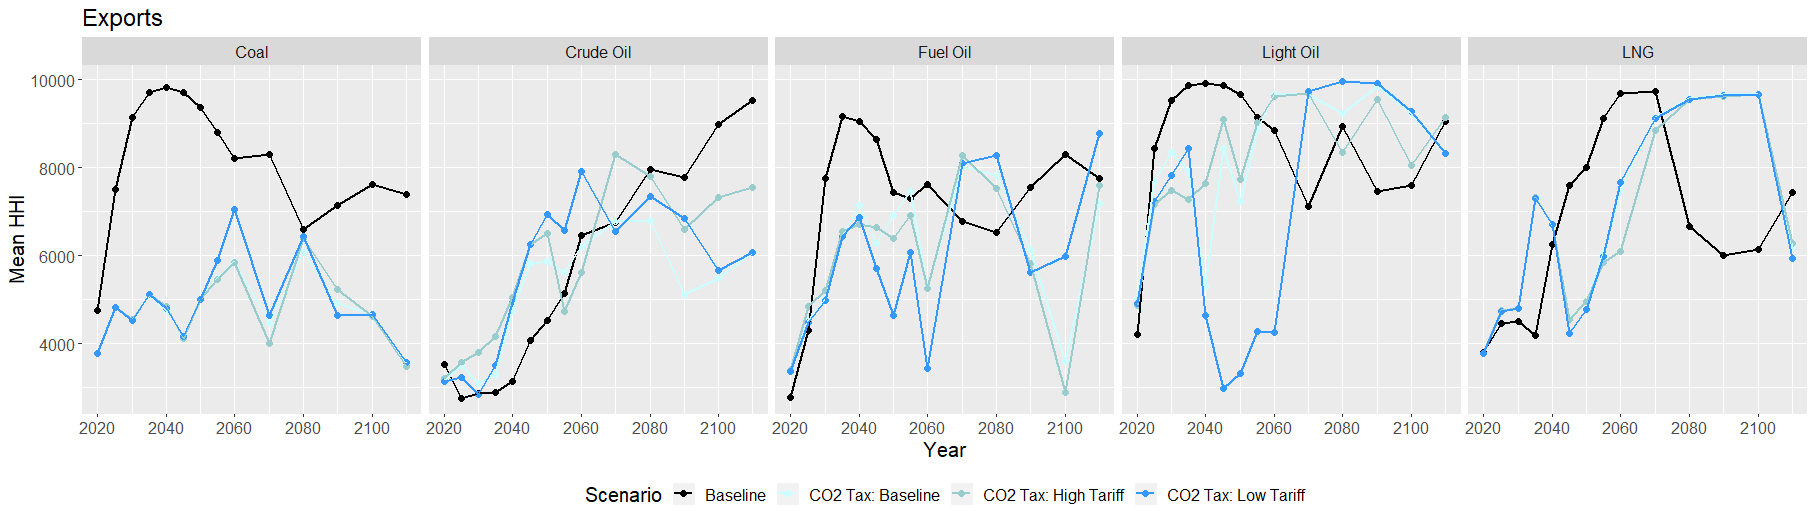 Exports
Coal Crude Oil Fuel Oil Light Oil LNG
10000
8000
6000
4000
Mean HHI
2020 2040 2060 2080 2100 2020 2040 2060 2080 2100 2020 2040 2060 2080 2100 2020 2040 2060 2080 2100 2020 2040 2060 2080 2100
Year
Scenario Baseline CO2 Tax: Baseline CO2 Tax: High Tariff CO2 Tax: Low Tariff